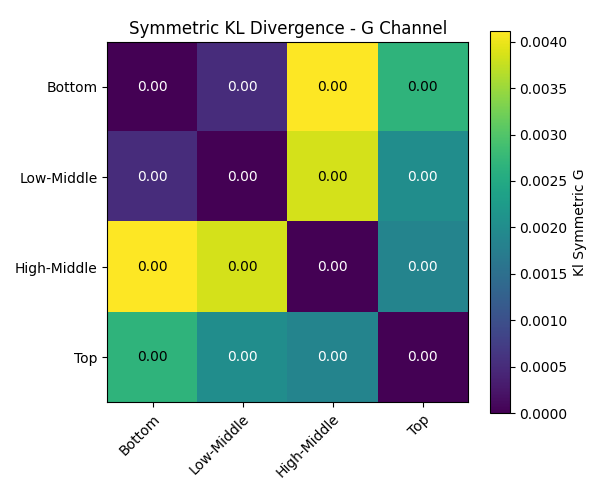 Symmetric KL Divergence - G Channel
Bottom 0.00 0.00 0.00 0.00
Low-Middle 0.00 0.00 0.00 0.00
High-Middle 0.00 0.00 0.00 0.00
Top 0.00 0.00 0.00 0.00
Bottom Low-Middle High-Middle Top
0.0040
0.0035
0.0030
0.0025
0.0020
0.0015
0.0010
0.0005
0.0000
Kl Symmetric G